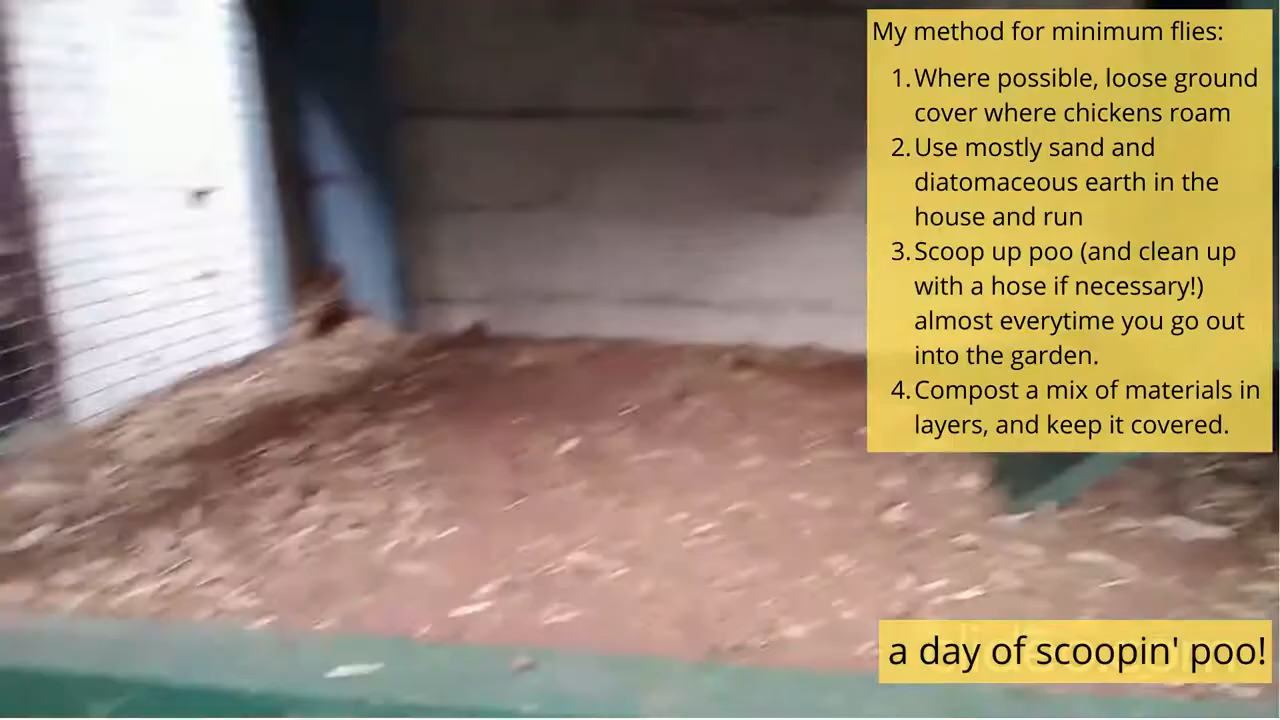 My method for minimum flies:
1. Where possible, loose ground
cover where chickens roam
2. Use mostly sand and
diatomaceous earth in the
house and run
3. Scoop up poo (and clean up
with a hose if necessary!)
almost everytime you go out
into the garden.
4. Compost a mix of materials in
layers, and keep it covered.
a day of scoopin' poo!